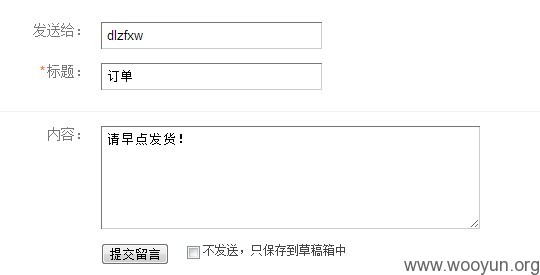 发送给： dlzfxw
*标题： 订单
内容： 请早点发货！
提交留言 不发送，只保存到草稿箱中
www.wooyun.org